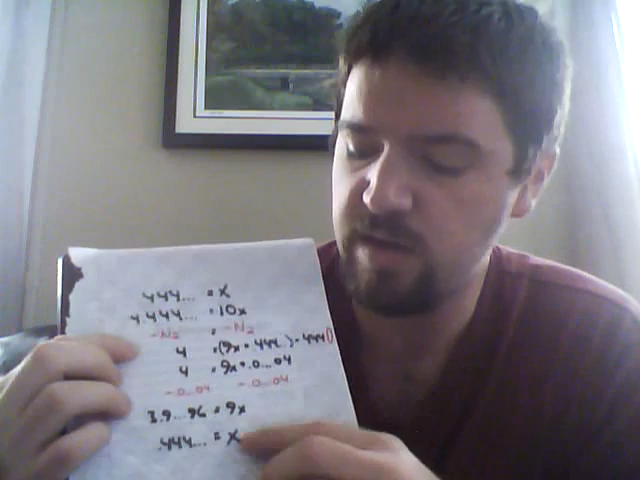 .444... = X
4.444... = 10X
-N2 = -N2
4 = (9X + .444...) - .4440
4 = 9X + .0...04
-.0...04 -.0...04
3.9...96 = 9X
.444... = X